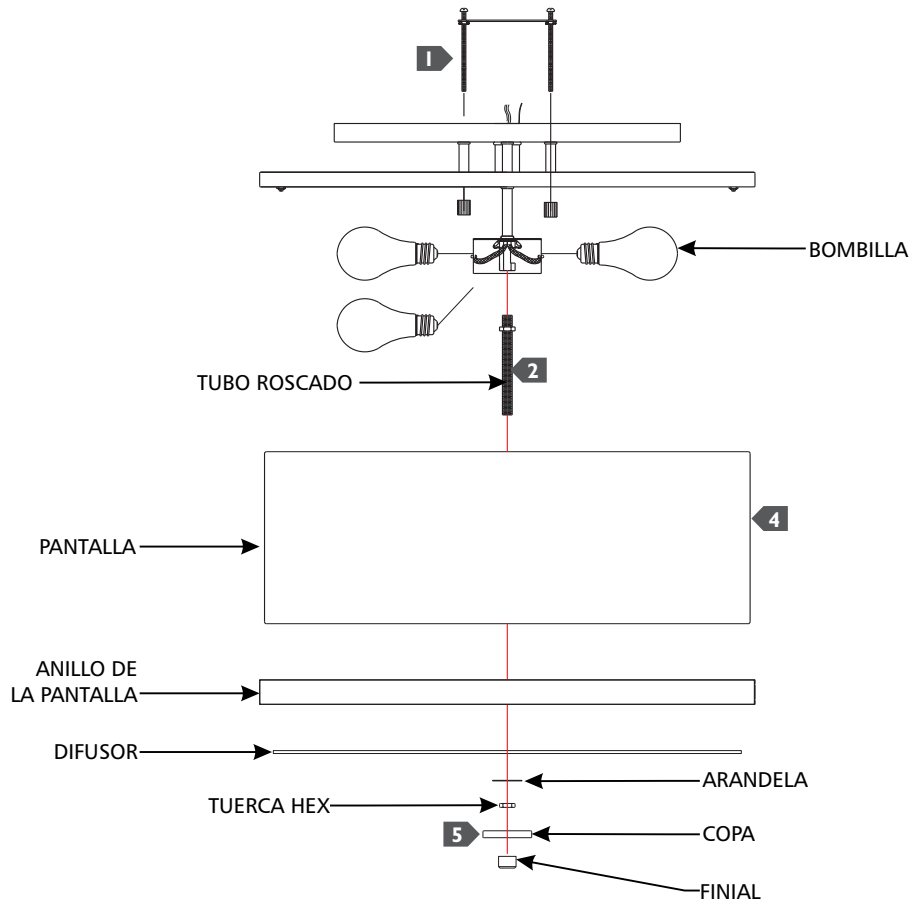 1
BOMBILLA
2
TUBO ROSCADO
4
PANTALLA
ANILLO DE
LA PANTALLA
DIFUSOR
ARANDELA
TUERCA HEX
5
COPA
FINIAL